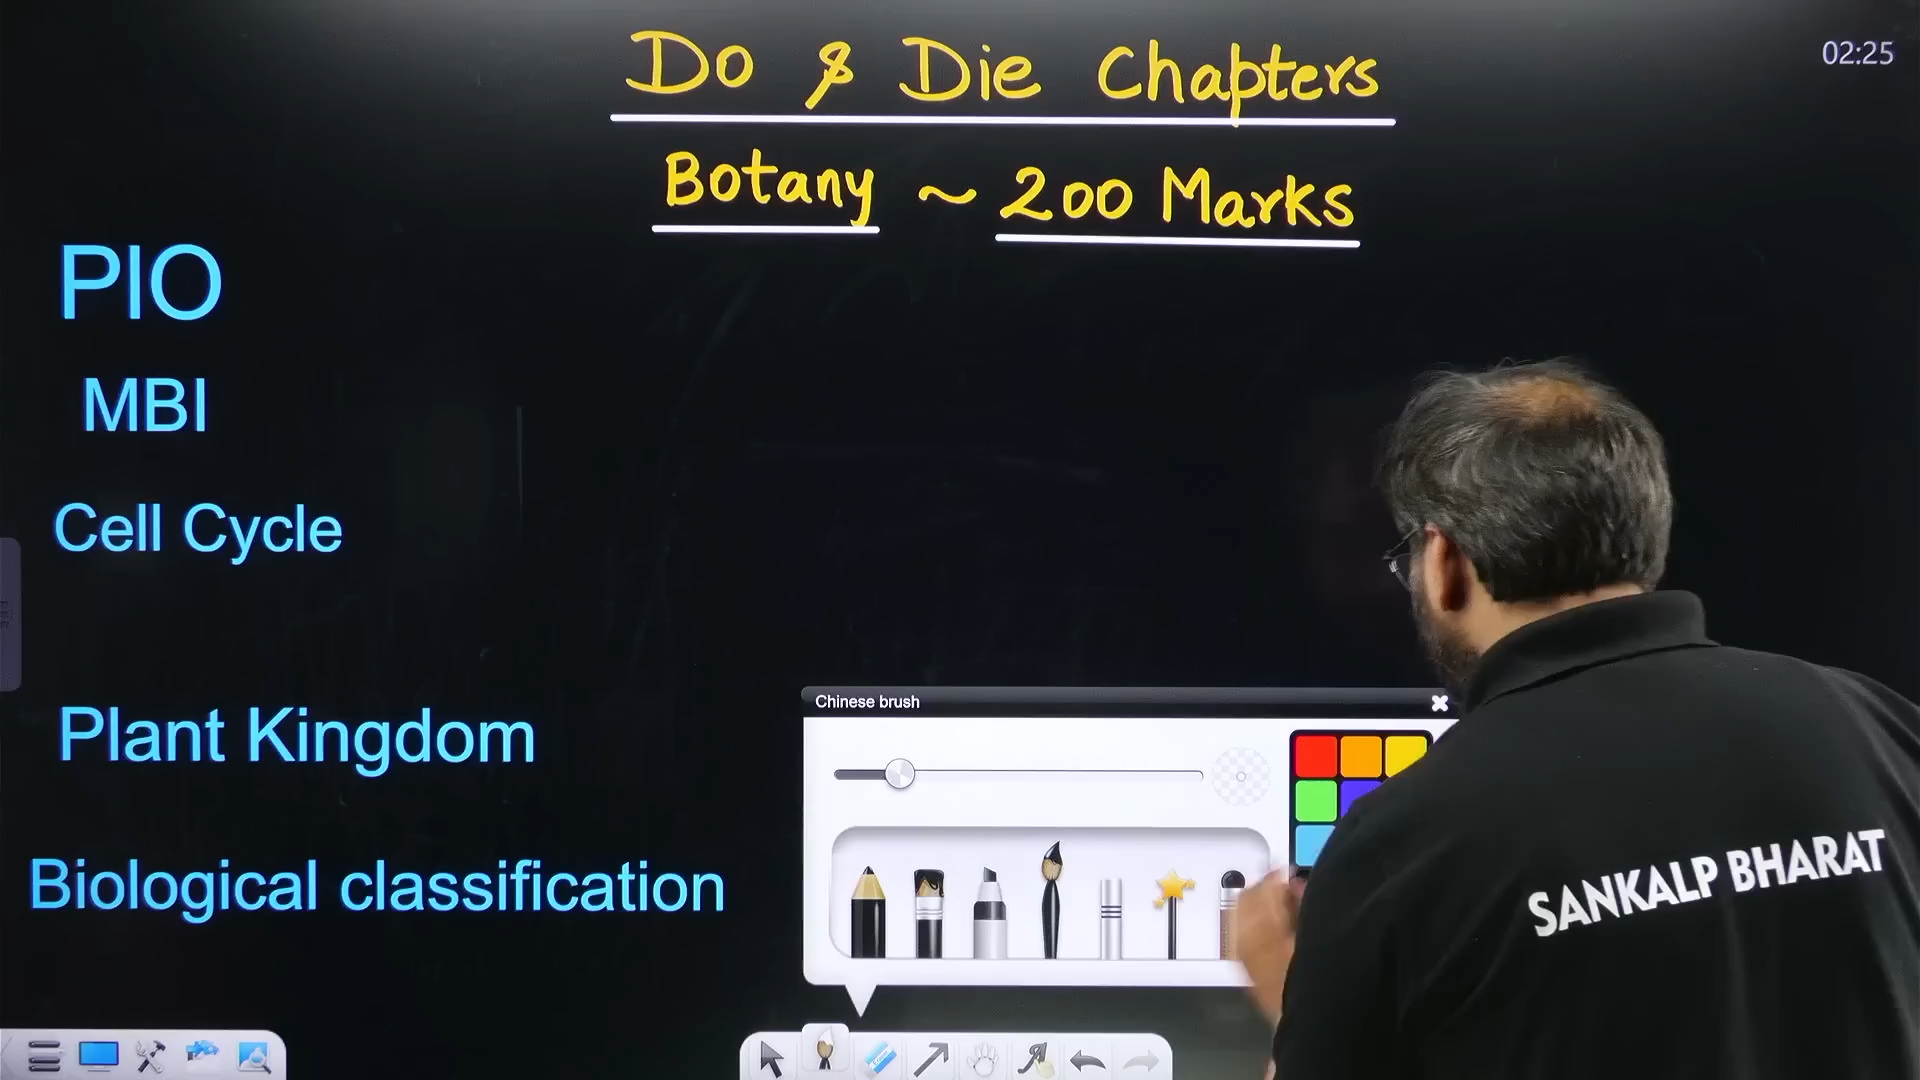 Do & Die Chapters
02:25
Botany ~ 200 Marks
PIO
MBI
Cell Cycle
Plant Kingdom
Biological classification
Chinese brush
SANKALP BHARAT